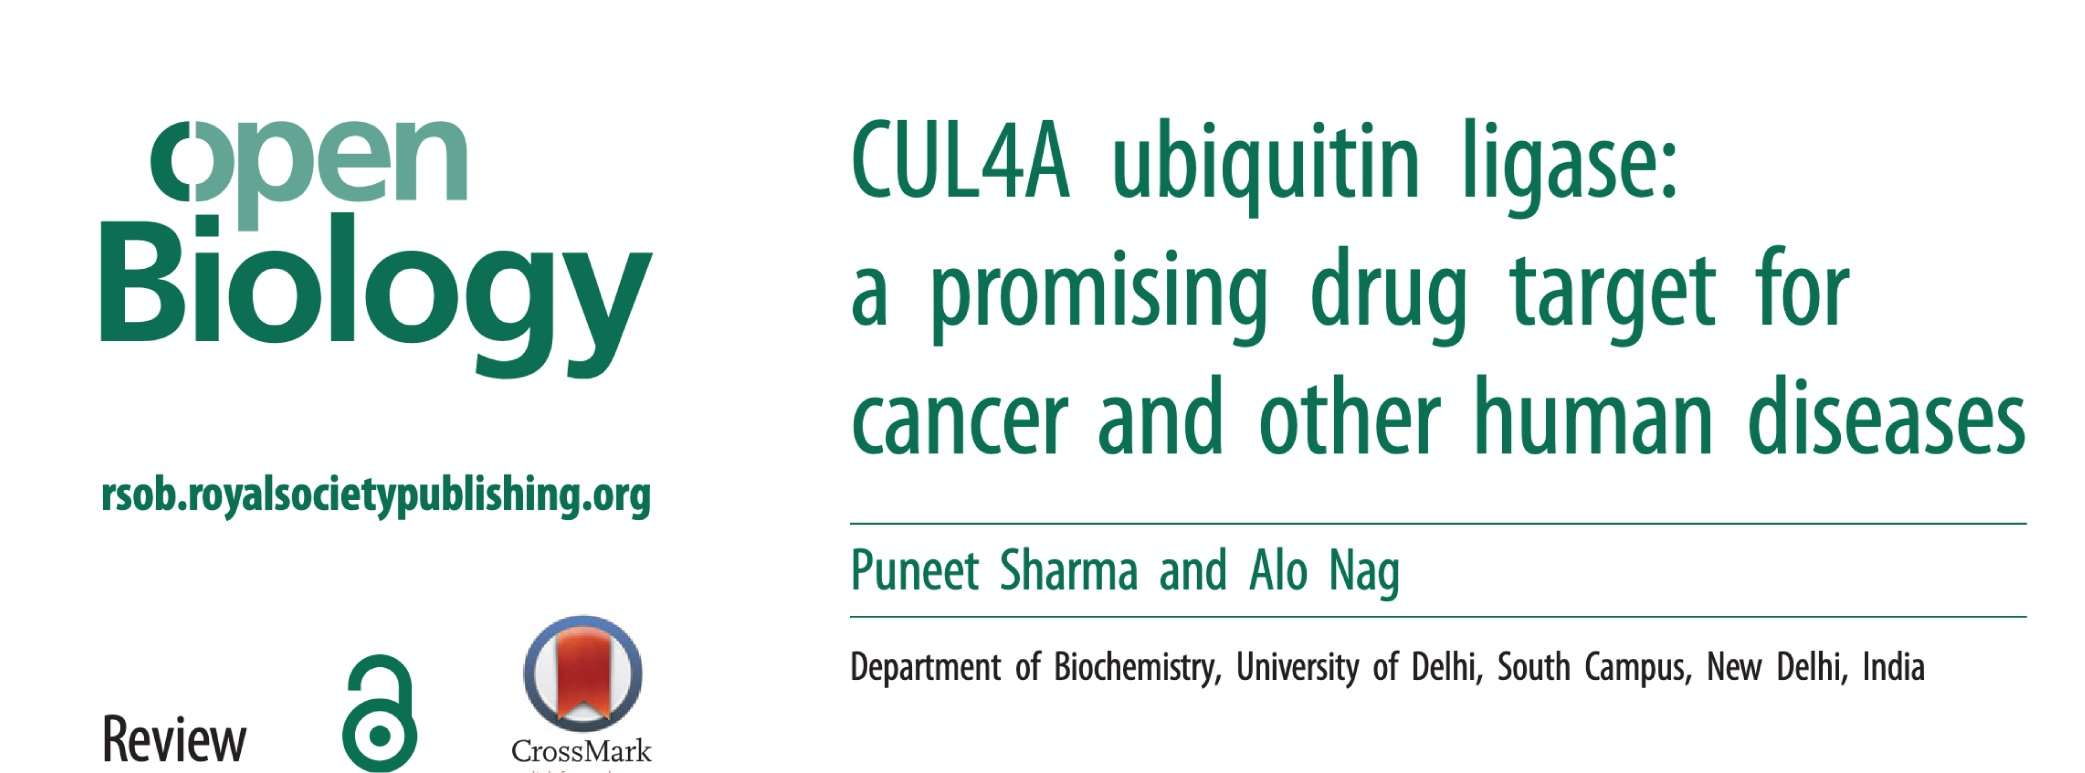 open
Biology
rsob.royalsocietypublishing.org
Review
CrossMark
CUL4A ubiquitin ligase:
a promising drug target for
cancer and other human diseases
Puneet Sharma and Alo Nag
Department of Biochemistry, University of Delhi, South Campus, New Delhi, India